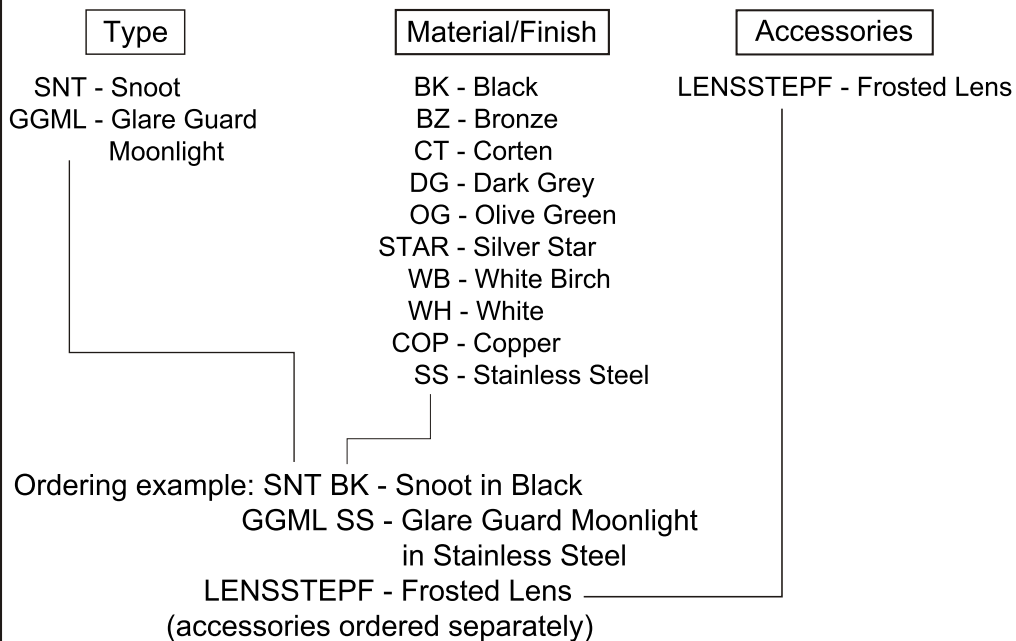 Type
SNT - Snoot
GGML - Glare Guard
Moonlight
Material/Finish
BK - Black
BZ - Bronze
CT - Corten
DG - Dark Grey
OG - Olive Green
STAR - Silver Star
WB - White Birch
WH - White
COP - Copper
SS - Stainless Steel
Accessories
LENSSTEPF - Frosted Lens
Ordering example: SNT BK - Snoot in Black
GGML SS - Glare Guard Moonlight
in Stainless Steel
LENSSTEPF - Frosted Lens
(accessories ordered separately)